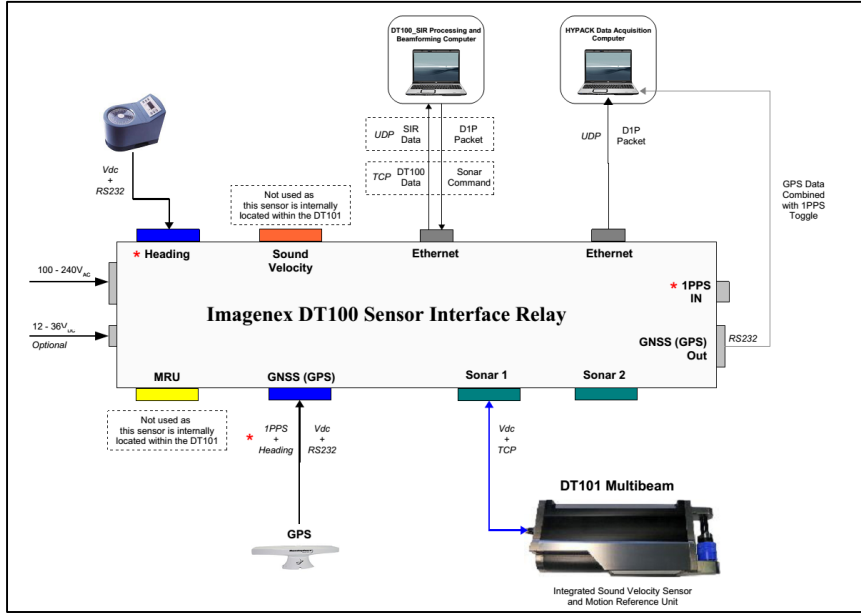 DT100_SIR Processing and
Beamforming Computer
HYPACK Data Acquisition
Computer
UDP SIR Data D1P Packet
TCP DT100 Data Sonar Command
UDP D1P Packet
Vdc
+
RS232
Not used as
this sensor is internally
located within the DT101
GPS Data
Combined
with 1PPS
Toggle
* Heading
Sound
Velocity
Ethernet
Ethernet
100 - 240V AC
* 1PPS
IN
Imagenex DT100 Sensor Interface Relay
12 - 36V
Optional
GNSS (GPS)
Out
RS232
MRU
GNSS (GPS)
Sonar 1
Sonar 2
Not used as
this sensor is internally
located within the DT101
* 1PPS
+
Heading
Vdc
+
RS232
Vdc
+
TCP
DT101 Multibeam
GPS
Integrated Sound Velocity Sensor
and Motion Reference Unit